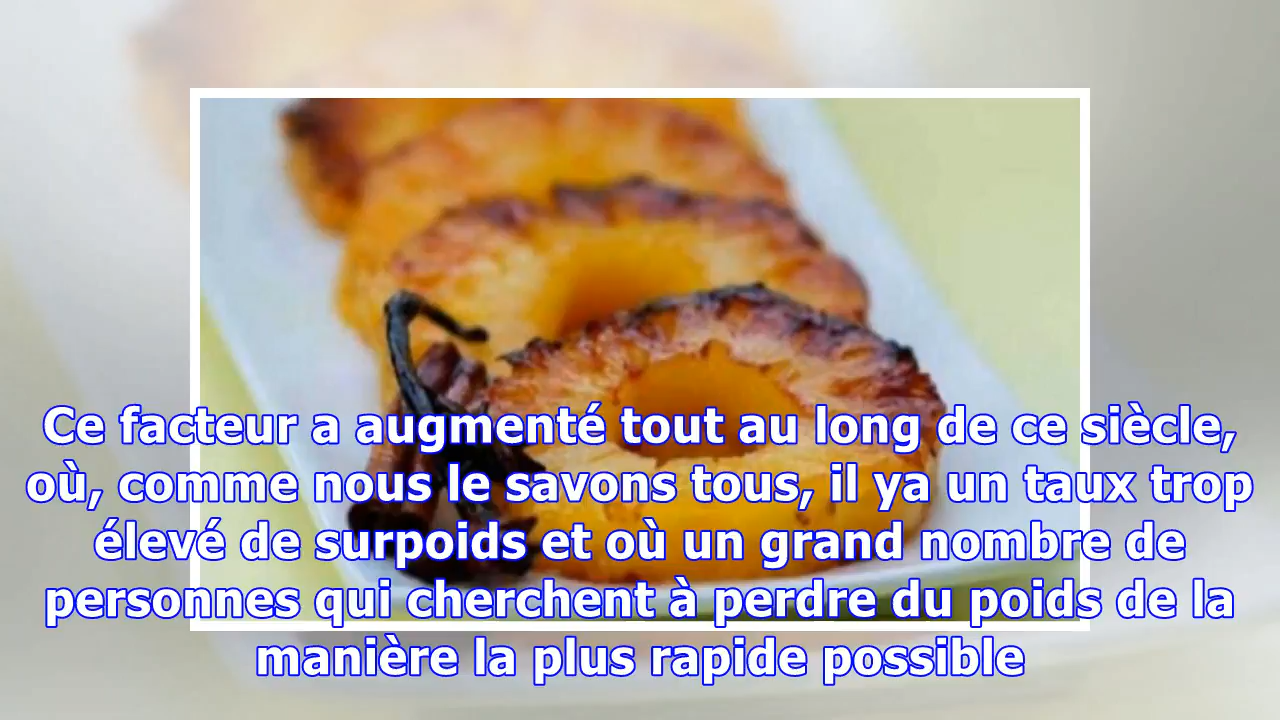 Ce facteur a augmenté tout au long de ce siècle,
où, comme nous le savons tous, il ya un taux trop
élevé de surpoids et où un grand nombre de
personnes qui cherchent à perdre du poids de la
manière la plus rapide possible